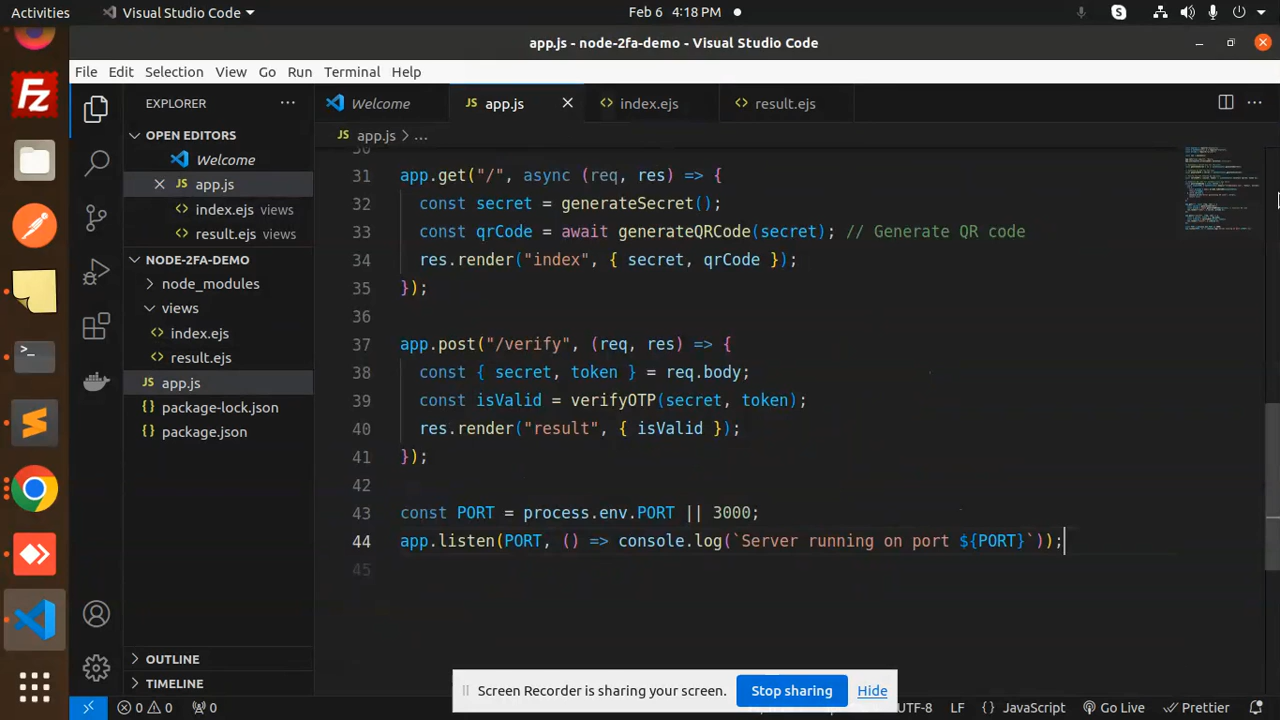 Activities
Visual Studio Code
Feb 6 4:18 PM
app.js - node-2fa-demo - Visual Studio Code
File Edit Selection View Go Run Terminal Help
EXPLORER
Welcome
app.js
index.ejs
result.ejs
OPEN EDITORS
Welcome
app.js
index.ejs views
result.ejs views
NODE-2FA-DEMO
node_modules
views
index.ejs
result.ejs
app.js
package-lock.json
package.json
OUTLINE
TIMELINE
app.js > ...
31 app.get("/", async (req, res) => {
32 const secret = generateSecret();
33 const qrCode = await generateQRCode(secret); // Generate QR code
34 res.render("index", { secret, qrCode });
35 });
36
37 app.post("/verify", (req, res) => {
38 const { secret, token } = req.body;
39 const isValid = verifyOTP(secret, token);
40 res.render("result", { isValid });
41 });
42
43 const PORT = process.env.PORT || 3000;
44 app.listen(PORT, () => console.log(`Server running on port ${PORT}`));
45
Screen Recorder is sharing your screen.
Stop sharing
Hide
0 0 0
UTF-8 LF {} JavaScript Go Live Prettier